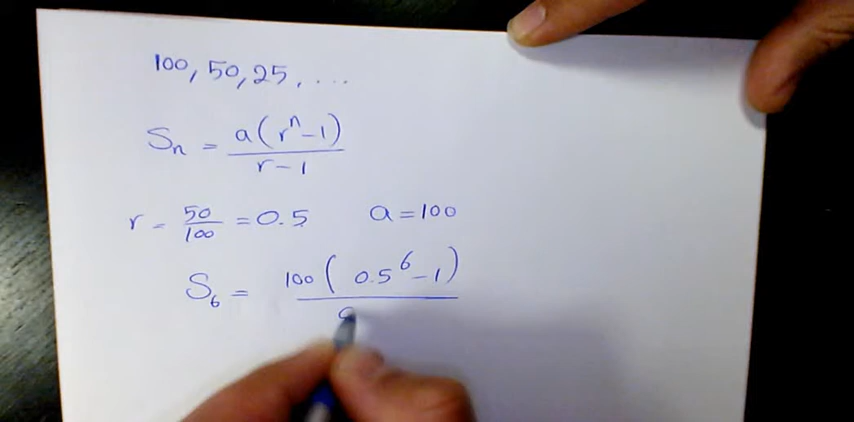 100, 50, 25, ...
Sn = a(r^n - 1) / r - 1
r = 50/100 = 0.5 a = 100
S6 = 100(0.5^6 - 1)